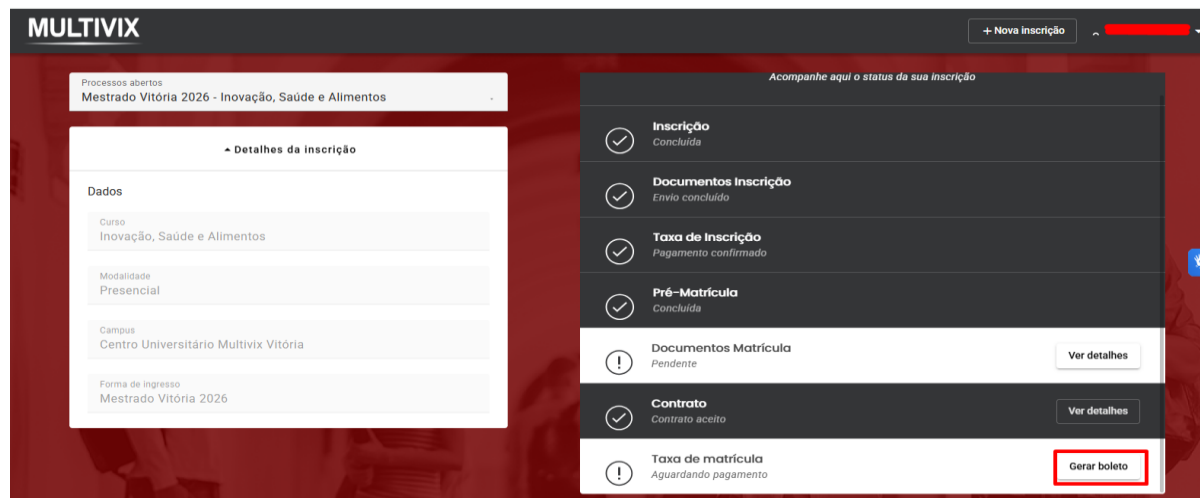 MULTIVIX
+ Nova inscrição
Processos abertos
Mestrado Vitória 2026 - Inovação, Saúde e Alimentos
Detalhes da inscrição
Dados
Curso
Inovação, Saúde e Alimentos
Modalidade
Presencial
Campus
Centro Universitário Multivix Vitória
Forma de ingresso
Mestrado Vitória 2026
Acompanhe aqui o status da sua inscrição
Inscrição
Concluída
Documentos Inscrição
Envio concluído
Taxa de Inscrição
Pagamento confirmado
Pré-Matrícula
Concluída
Documentos Matrícula
Pendente
Ver detalhes
Contrato
Contrato aceito
Ver detalhes
Taxa de matrícula
Aguardando pagamento
Gerar boleto